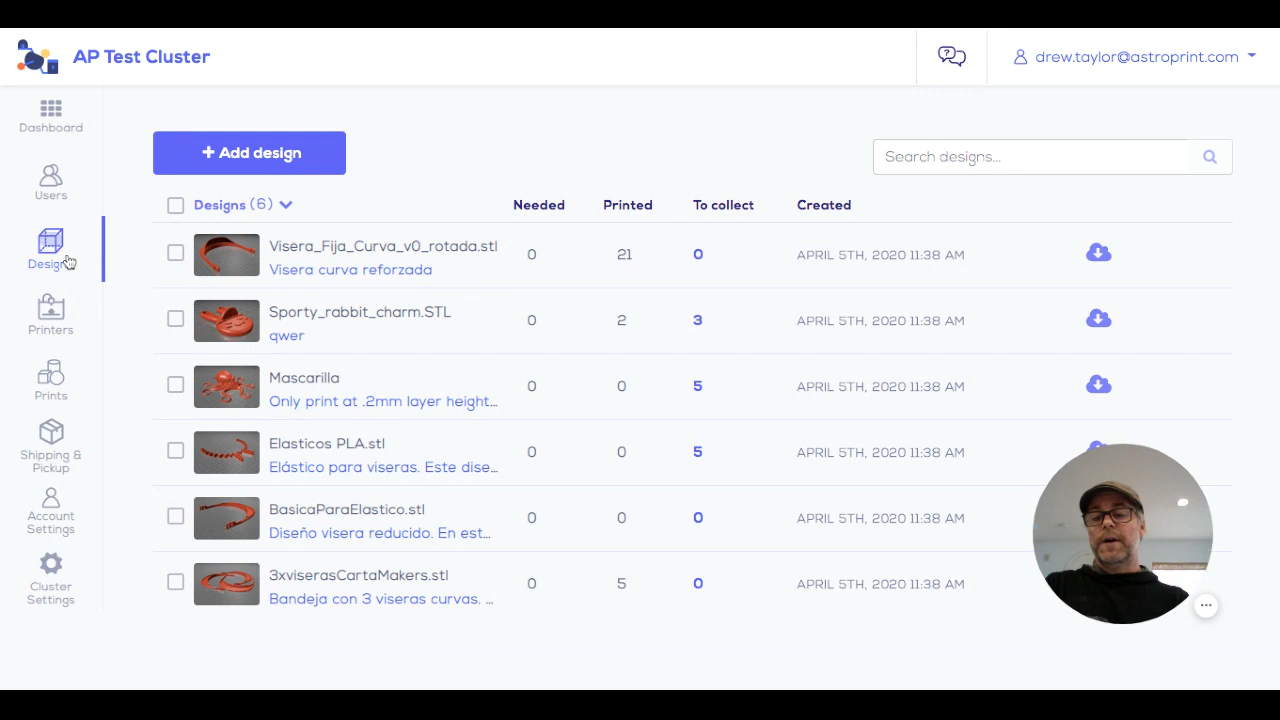 AP Test Cluster
drew.taylor@astroprint.com
Dashboard
Users
Printers
Prints
Shipping &
Pickup
Account
Settings
Cluster
Settings
+ Add design
Search designs...
Designs (6) Needed Printed To collect Created
Visera_Fija_Curva_v0_rotada.stl
Visera curva reforzada
0 21 0 APRIL 5TH, 2020 11:38 AM
Sporty_rabbit_charm.STL
qwer
0 2 3 APRIL 5TH, 2020 11:38 AM
Mascarilla
Only print at .2mm layer height...
0 0 5 APRIL 5TH, 2020 11:38 AM
Elasticos PLA.stl
Elástico para viseras. Este dise...
0 0 5 APRIL 5TH, 2020 11:38 AM
BasicaParaElastico.stl
Diseño visera reducido. En est...
0 0 0 APRIL 5TH, 2020 11:38 AM
3xviserasCartaMakers.stl
Bandeja con 3 viseras curvas. ...
0 5 0 APRIL 5TH, 2020 11:38 AM